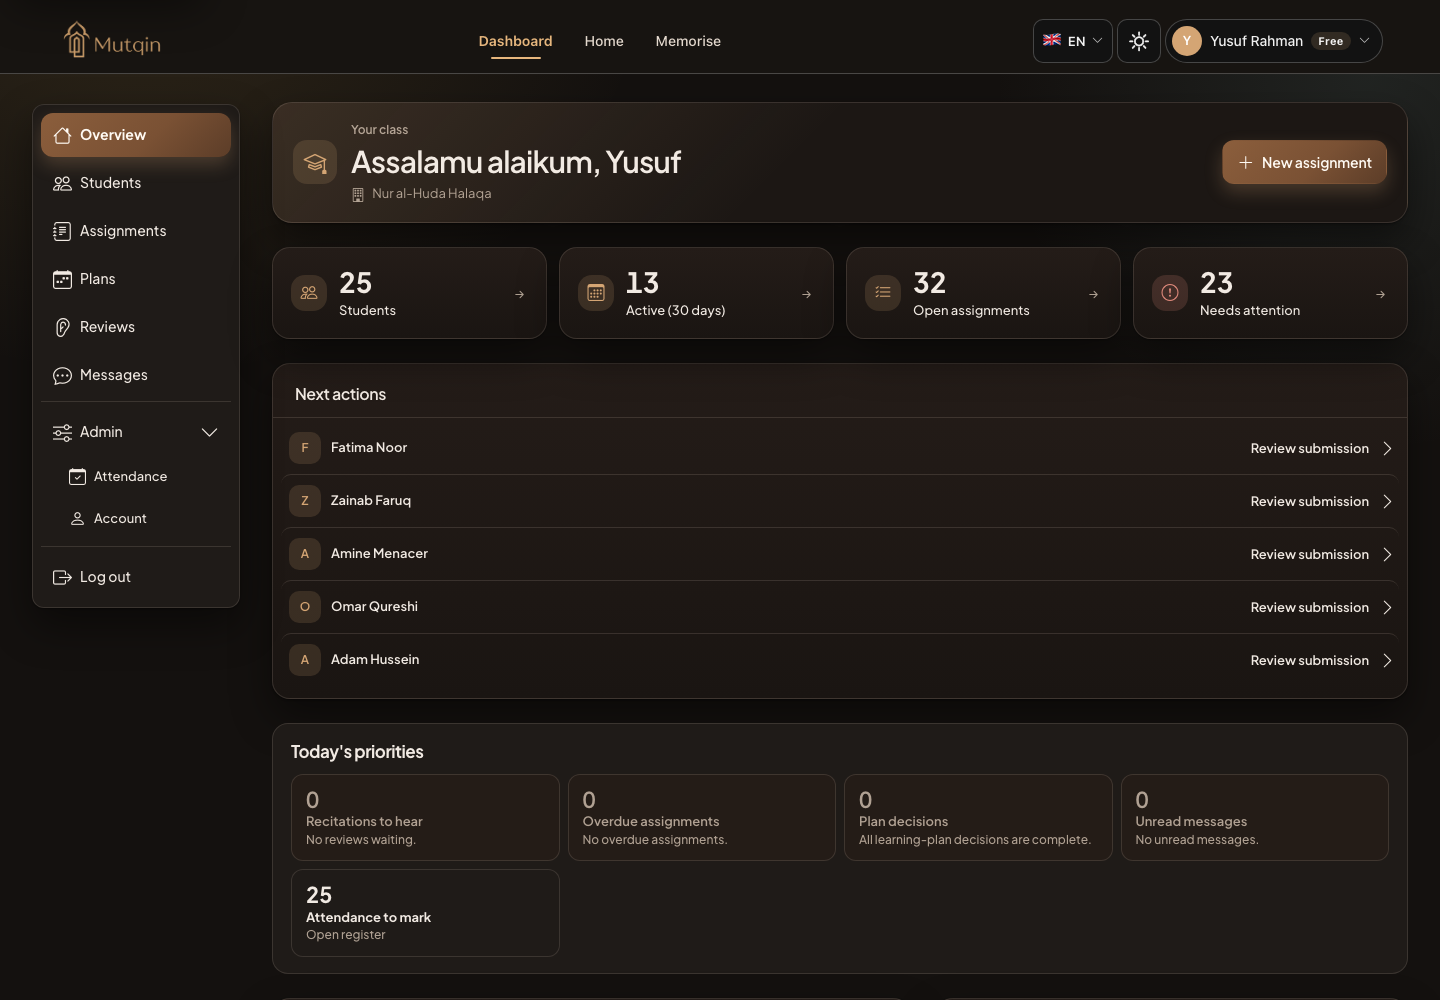 Mutqin
Dashboard
Home
Memorise
EN
Y
Yusuf Rahman
Free
Overview
Students
Assignments
Plans
Reviews
Messages
Admin
Attendance
Account
Log out
Your class
Assalamu alaikum, Yusuf
Nur al-Huda Halaqa
New assignment
25
Students
13
Active (30 days)
32
Open assignments
23
Needs attention
Next actions
F
Fatima Noor
Review submission
Z
Zainab Faruq
Review submission
A
Amine Menacer
Review submission
O
Omar Qureshi
Review submission
A
Adam Hussein
Review submission
Today's priorities
0
Recitations to hear
No reviews waiting.
0
Overdue assignments
No overdue assignments.
0
Plan decisions
All learning-plan decisions are complete.
0
Unread messages
No unread messages.
25
Attendance to mark
Open register